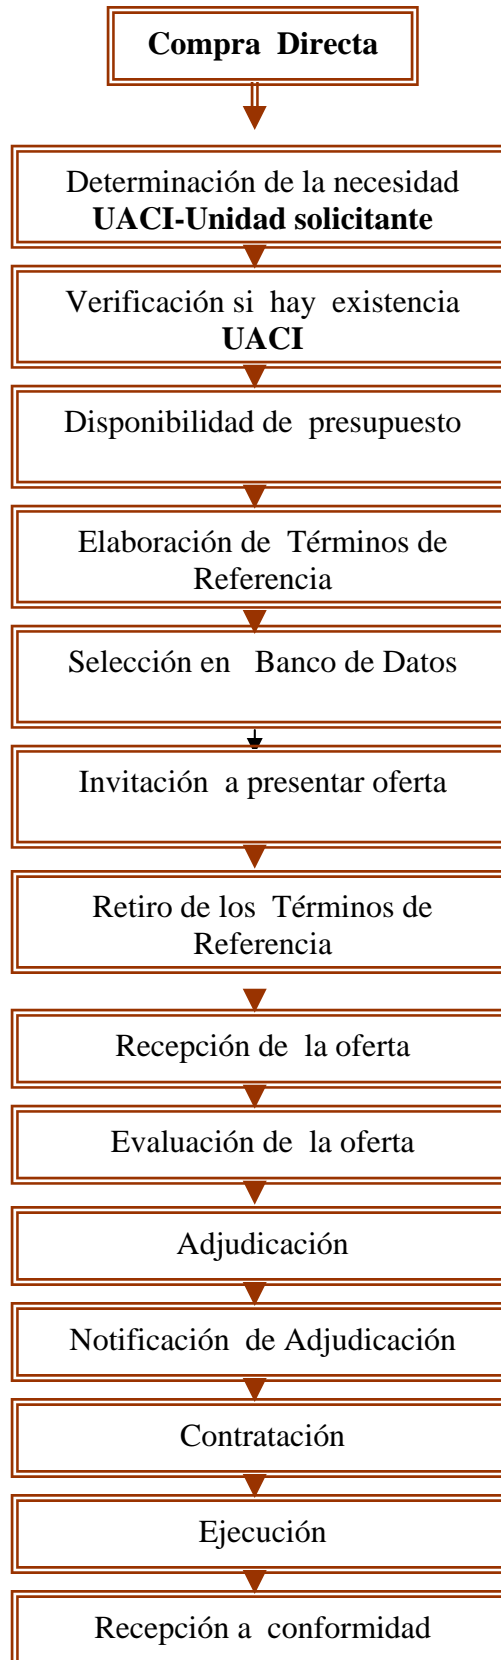 Compra Directa
Determinación de la necesidad
UACI-Unidad solicitante
Verificación si hay existencia
UACI
Disponibilidad de presupuesto
Elaboración de Términos de
Referencia
Selección en Banco de Datos
Invitación a presentar oferta
Retiro de los Términos de
Referencia
Recepción de la oferta
Evaluación de la oferta
Adjudicación
Notificación de Adjudicación
Contratación
Ejecución
Recepción a conformidad